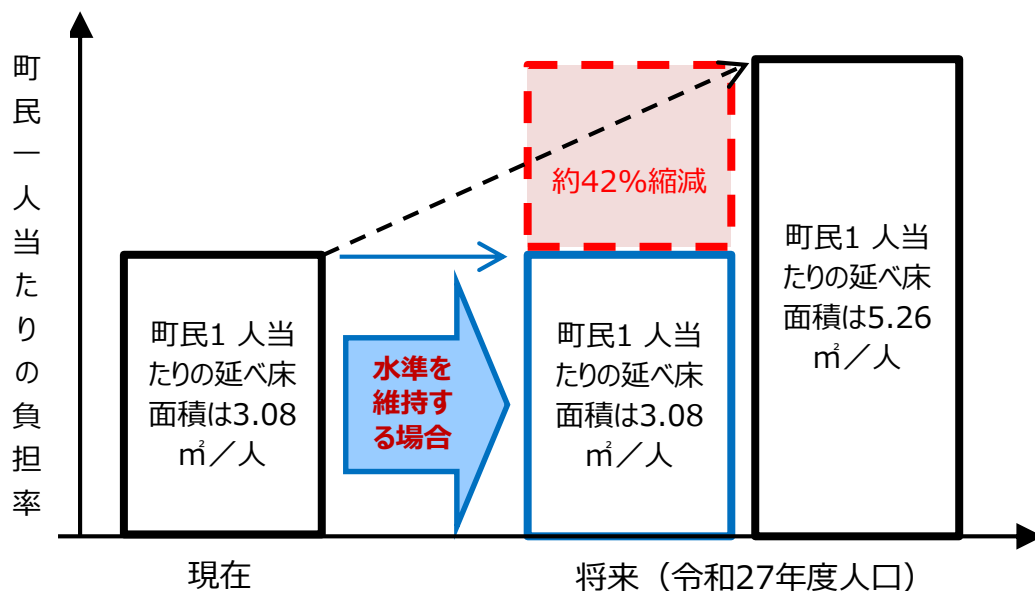 町民一人当たりの負担率
約42%縮減
町民1 人当
たりの延べ床
面積は5.26
㎡／人
町民1 人当
たりの延べ床
面積は3.08
㎡／人
水準を
維持す
る場合
町民1 人当
たりの延べ床
面積は3.08
㎡／人
現在
将来（令和27年度人口）